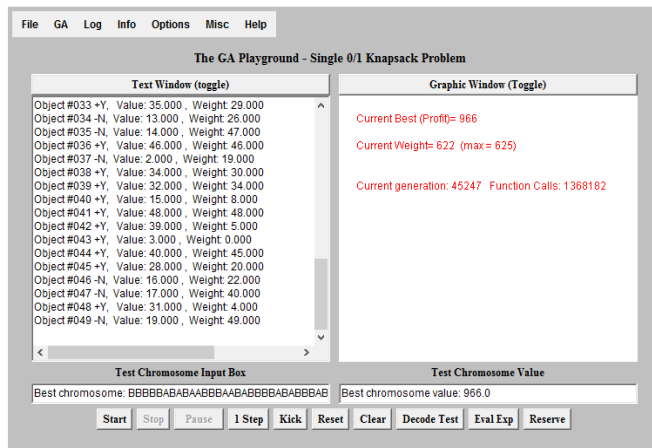 File GA Log Info Options Misc Help
The GA Playground - Single 0/1 Knapsack Problem
Text Window (toggle)
Object #033 +Y, Value: 35.000 , Weight: 29.000
Object #034 -N, Value: 13.000 , Weight: 26.000
Object #035 -N, Value: 14.000 , Weight: 47.000
Object #036 +Y, Value: 46.000 , Weight: 46.000
Object #037 -N, Value: 2.000 , Weight: 19.000
Object #038 +Y, Value: 34.000 , Weight: 30.000
Object #039 +Y, Value: 32.000 , Weight: 34.000
Object #040 +Y, Value: 15.000 , Weight: 8.000
Object #041 +Y, Value: 48.000 , Weight: 48.000
Object #042 +Y, Value: 39.000 , Weight: 5.000
Object #043 +Y, Value: 3.000 , Weight: 0.000
Object #044 +Y, Value: 40.000 , Weight: 45.000
Object #045 +Y, Value: 28.000 , Weight: 20.000
Object #046 -N, Value: 16.000 , Weight: 22.000
Object #047 -N, Value: 17.000 , Weight: 40.000
Object #048 +Y, Value: 31.000 , Weight: 4.000
Object #049 -N, Value: 19.000 , Weight: 49.000
Graphic Window (Toggle)
Current Best (Profit)= 966
Current Weight= 622 (max = 625)
Current generation: 45247 Function Calls: 1368182
Test Chromosome Input Box
Best chromosome: BBBBBABABAABBBAABABBBBABABBBAB
Test Chromosome Value
Best chromosome value: 966.0
Start Stop Pause 1 Step Kick Reset Clear Decode Test Eval Exp Reserve